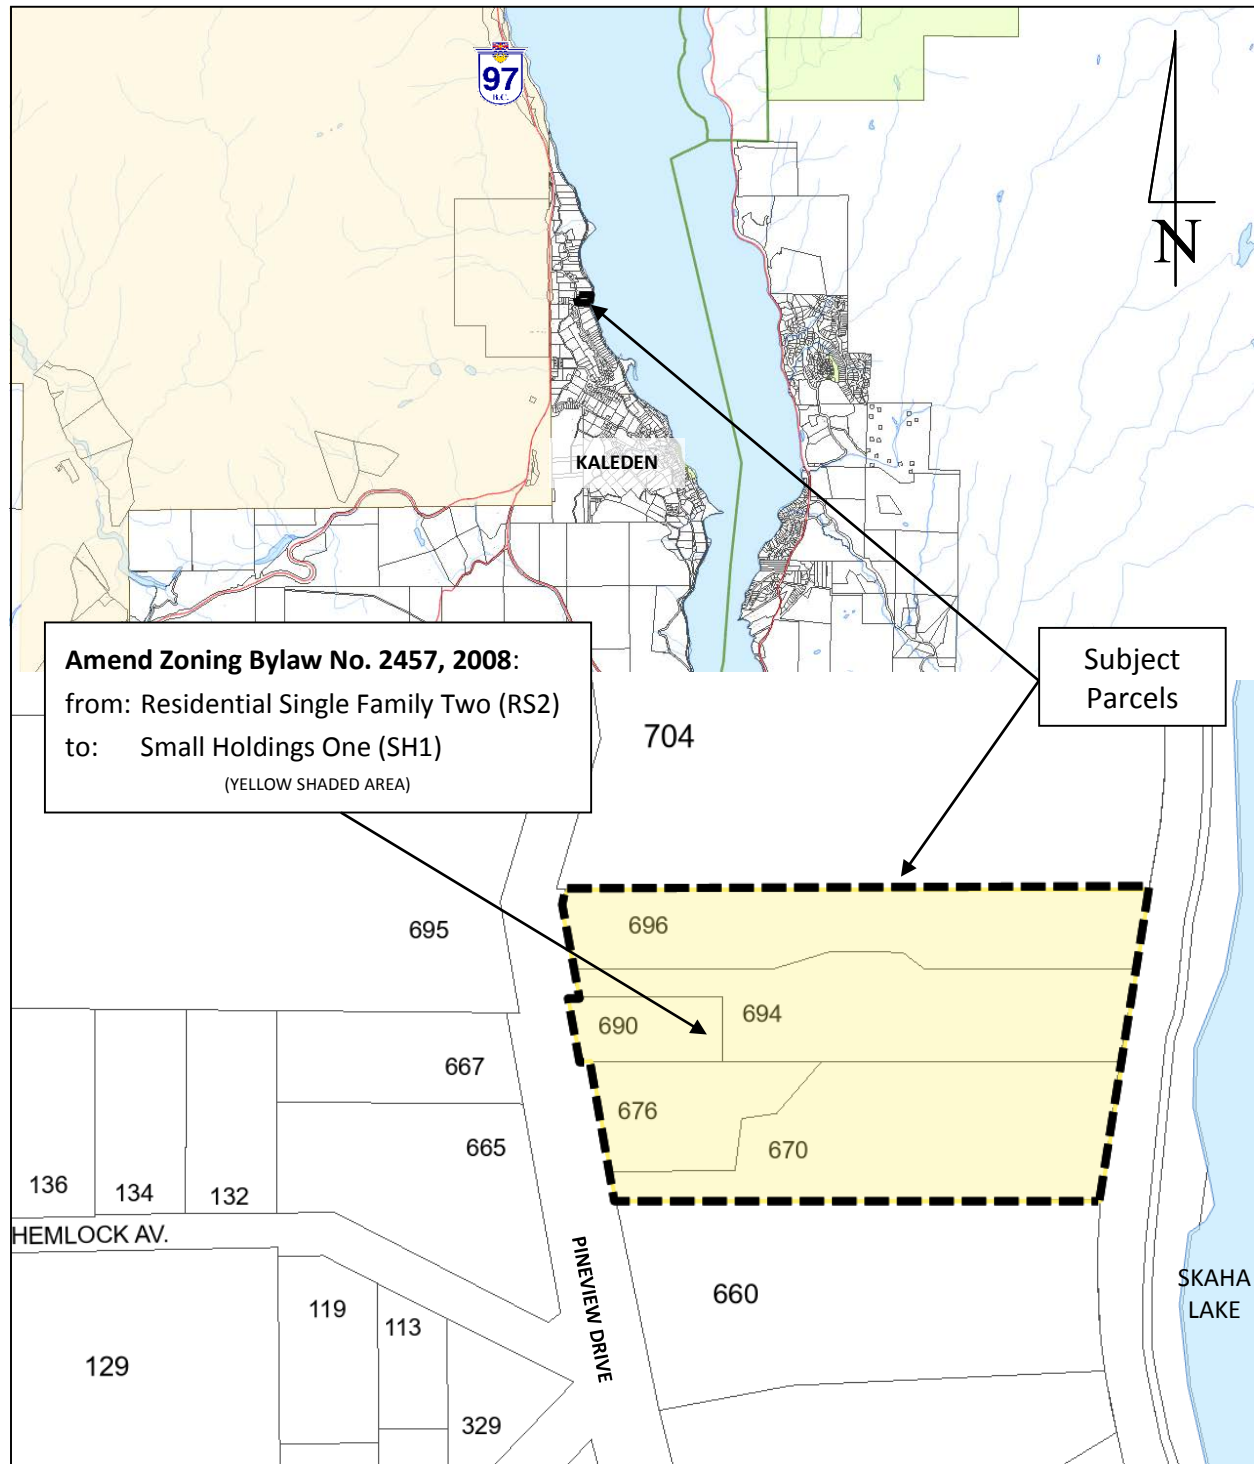 97
B.C.
N
KALEDEN
Amend Zoning Bylaw No. 2457, 2008:
from: Residential Single Family Two (RS2)
to: Small Holdings One (SH1)
(YELLOW SHADED AREA)
Subject
Parcels
704
695
696
694
690
667
676
665
670
136
134
132
HEMLOCK AV.
PINEVIEW DRIVE
660
SKAHA
LAKE
119
113
129
329